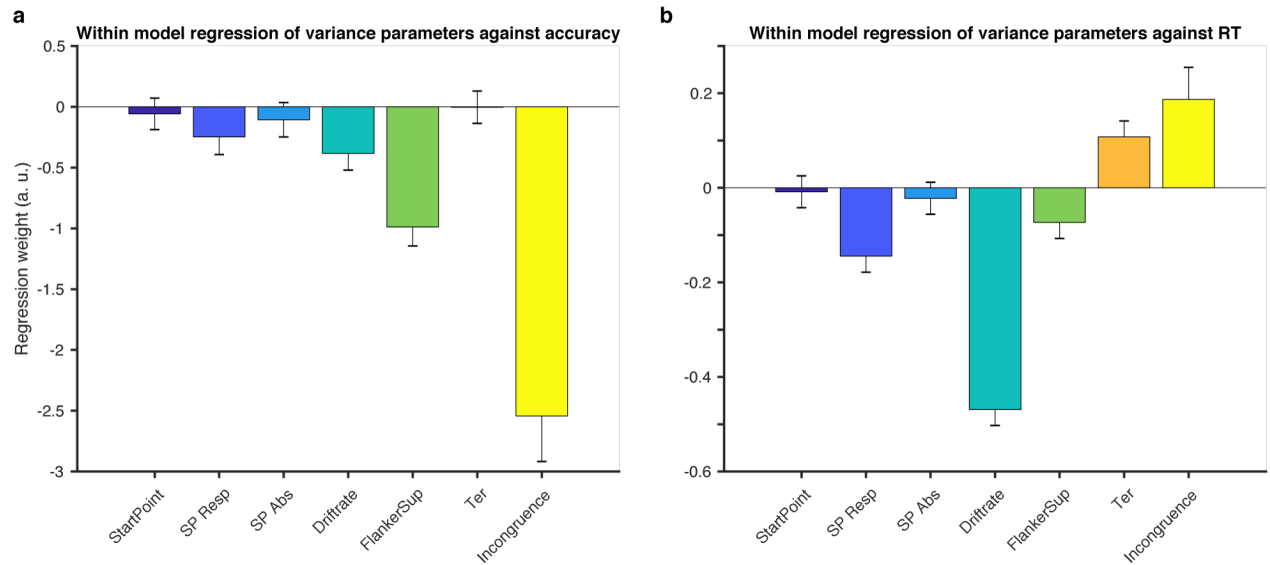 a
Within model regression of variance parameters against accuracy
0.5
0
-0.5
-1
-1.5
-2
-2.5
-3
Regression weight (a. u.)
StartPoint
SP Resp
SP Abs
Driftrate
FlankerSup
Ter
Incongruence
b
Within model regression of variance parameters against RT
0.2
0
-0.2
-0.4
-0.6
StartPoint
SP Resp
SP Abs
Driftrate
FlankerSup
Ter
Incongruence